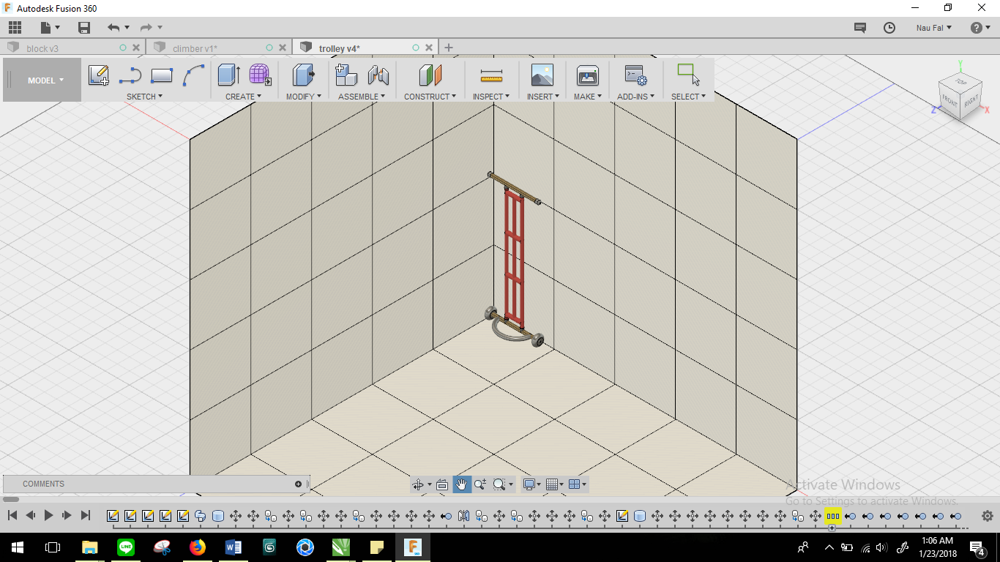 Autodesk Fusion 360
Nau Fal
block v3
climber v1*
trolley v4*
MODEL
SKETCH
CREATE
MODIFY
ASSEMBLE
CONSTRUCT
INSPECT
INSERT
MAKE
ADD-INS
SELECT
Y
TOP
FRONT
RIGHT
Z
X
COMMENTS
Activate Windows
Go to Settings to activate Windows.
LINE
1:06 AM
1/23/2018
4